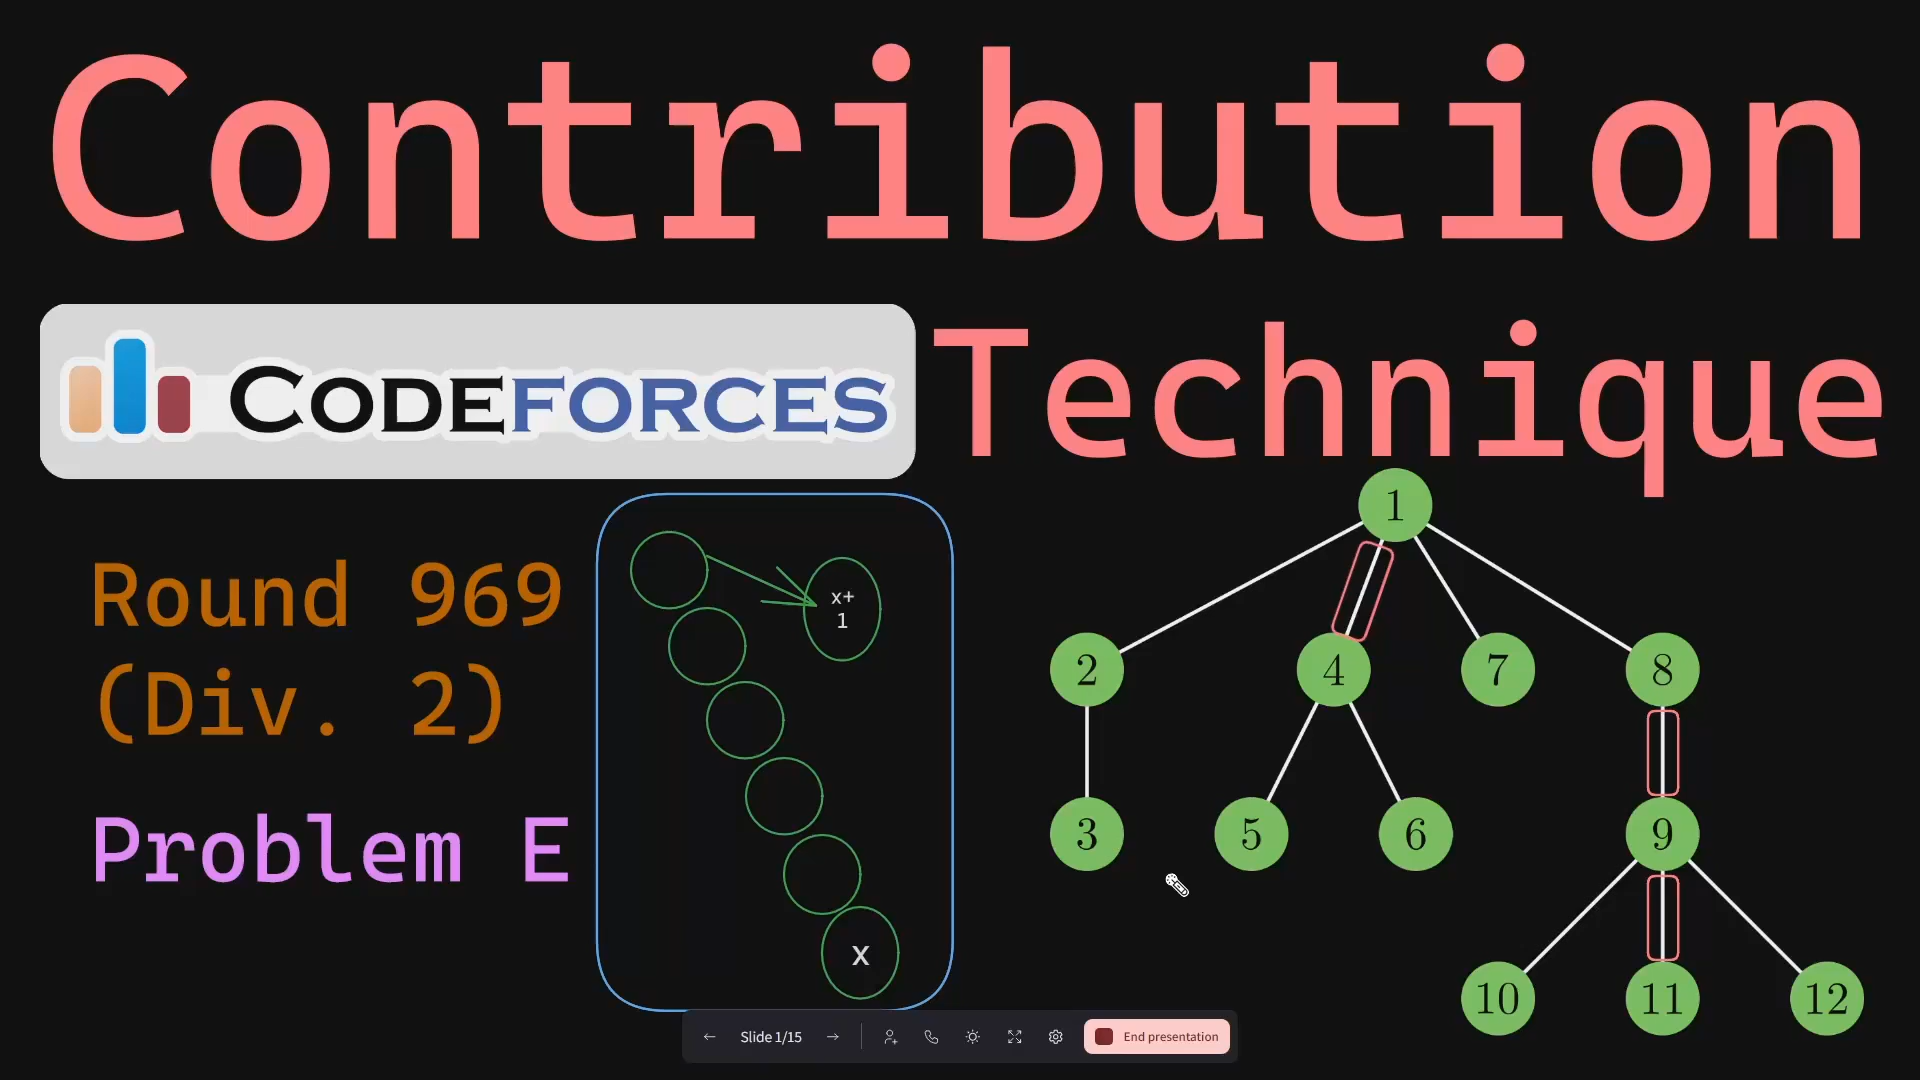 Contribution
CODEFORCES
Technique
Round 969
(Div. 2)
Problem E
x+
1
x
1
2
4
7
8
3
5
6
9
10
11
12
Slide 1/15
End presentation